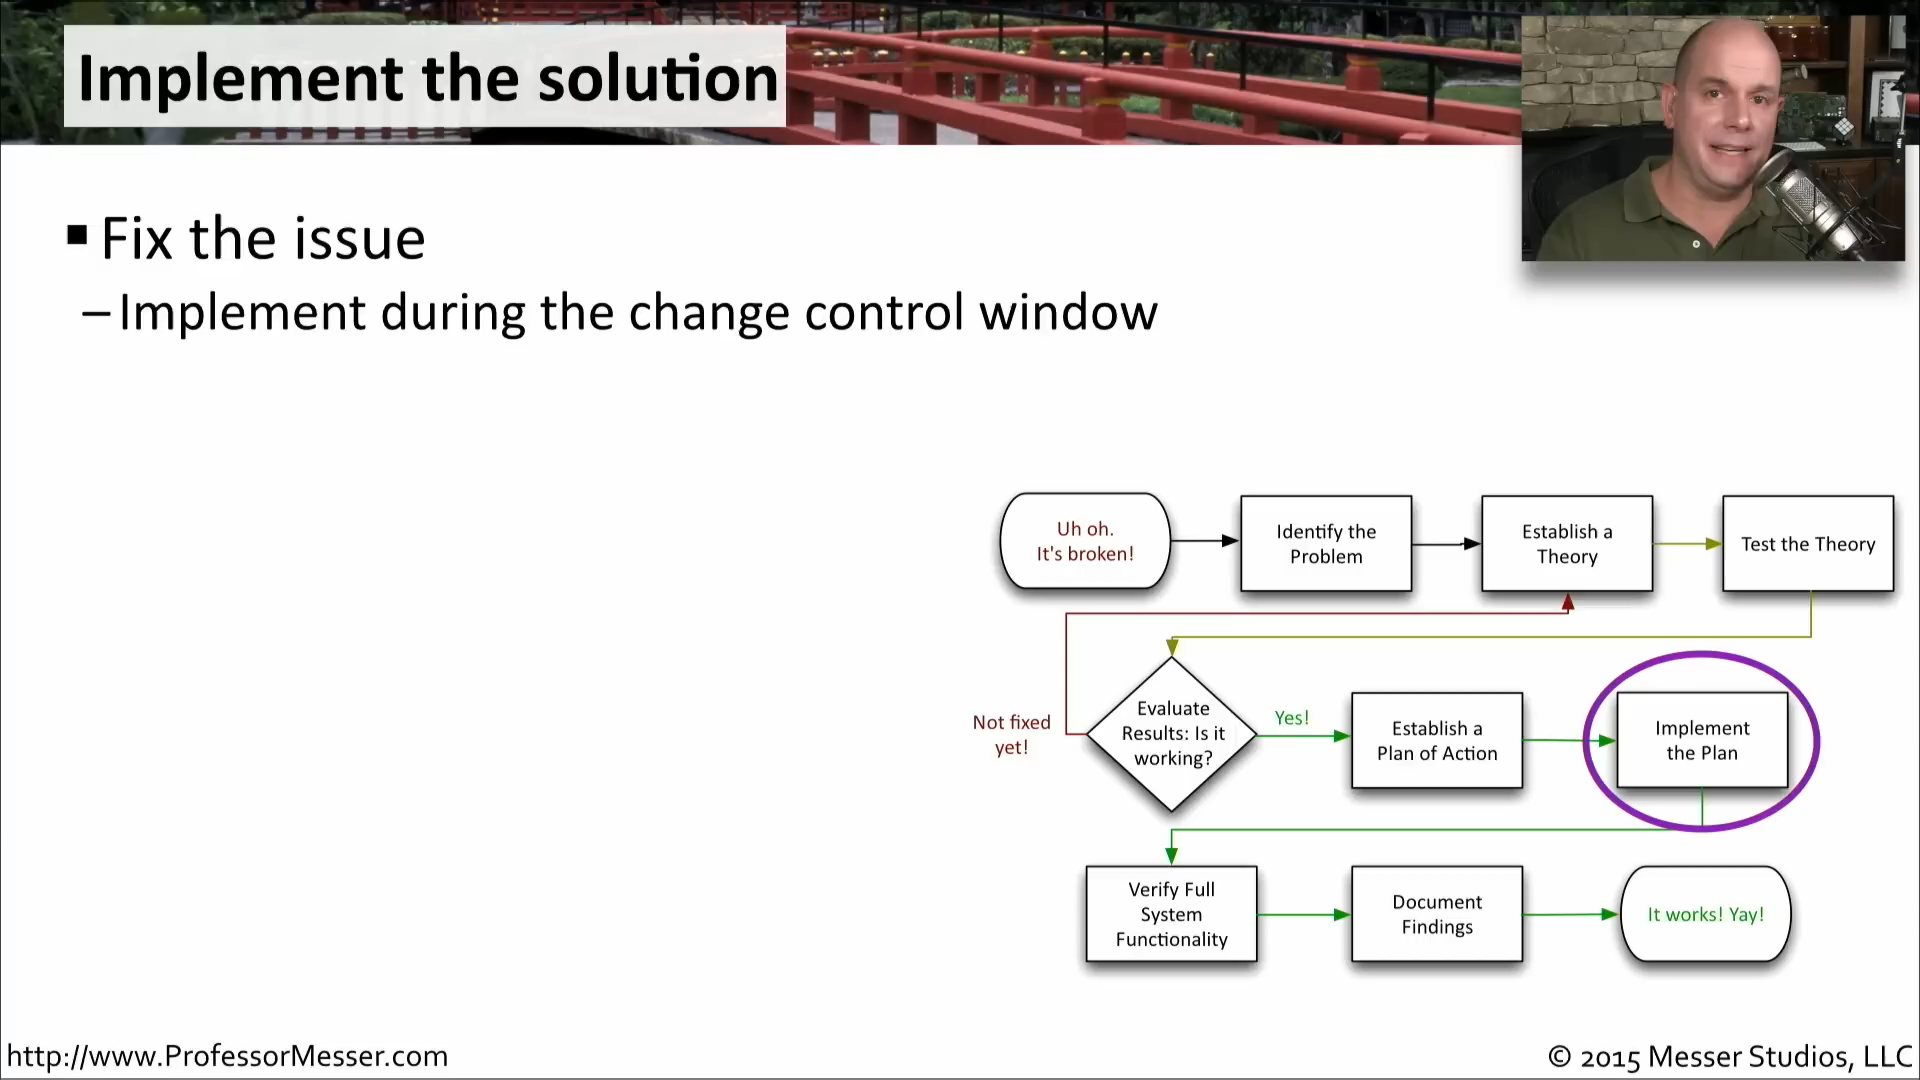 Implement the solution
▪ Fix the issue
– Implement during the change control window
Uh oh.
It's broken!
Identify the
Problem
Establish a
Theory
Test the Theory
Not fixed
yet!
Evaluate
Results: Is it
working?
Yes!
Establish a
Plan of Action
Implement
the Plan
Verify Full
System
Functionality
Document
Findings
It works! Yay!
http://www.ProfessorMesser.com
© 2015 Messer Studios, LLC